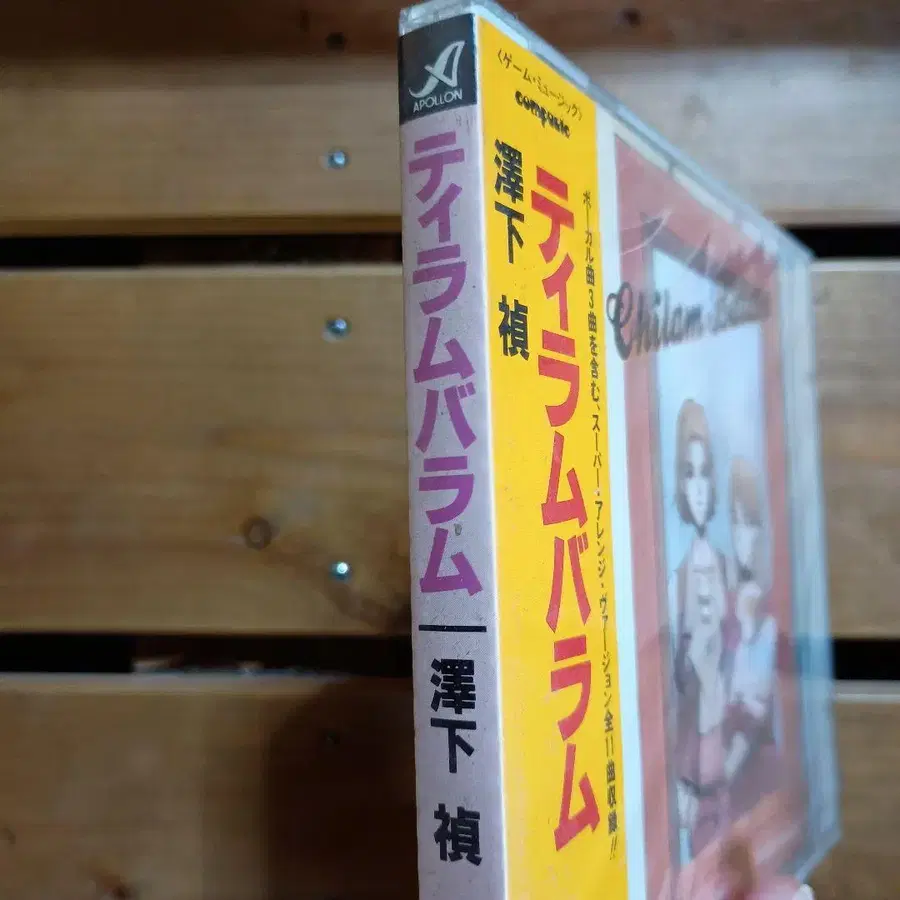 APOLLON
ティラムバラム
澤下 禎
〈ゲーム・ミュージック〉
compusic
ティラムバラム
澤下 禎
ボーカル曲3曲を含む、スーパー・アレンジ・ヴァージョン全11曲収録!!
Chilam